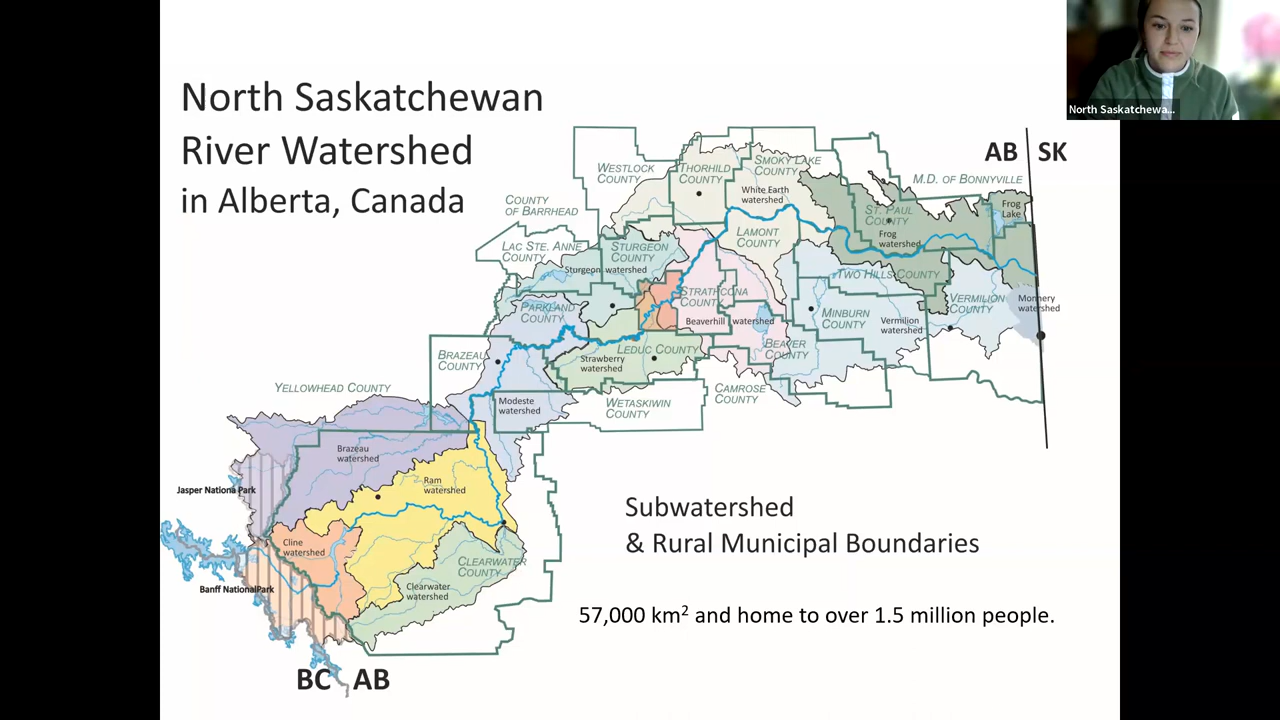 North Saskatchewan
River Watershed
in Alberta, Canada
North Saskatchewa...
AB SK
WESTLOCK
COUNTY
THORHILD
COUNTY
SMOKY LAKE
COUNTY
M.D. OF BONNYVILLE
White Earth
watershed
COUNTY
OF BARRHEAD
ST. PAUL
COUNTY
Frog
Lake
Frog
watershed
LAC STE. ANNE
COUNTY
STURGEON
COUNTY
LAMONT
COUNTY
Sturgeon watershed
TWO HILLS COUNTY
STRATHCONA
COUNTY
VERMILION
COUNTY
Monnery
watershed
PARKLAND
COUNTY
Beaverhill watershed
MINBURN
COUNTY
Vermilion
watershed
BRAZEAU
COUNTY
LEDUC COUNTY
Strawberry
watershed
BEAVER
COUNTY
YELLOWHEAD COUNTY
CAMROSE
COUNTY
Modeste
watershed
WETASKIWIN
COUNTY
Brazeau
watershed
Ram
watershed
Jasper National Park
Cline
watershed
CLEARWATER
COUNTY
Banff NationalPark
Clearwater
watershed
BC AB
Subwatershed
& Rural Municipal Boundaries
57,000 km² and home to over 1.5 million people.